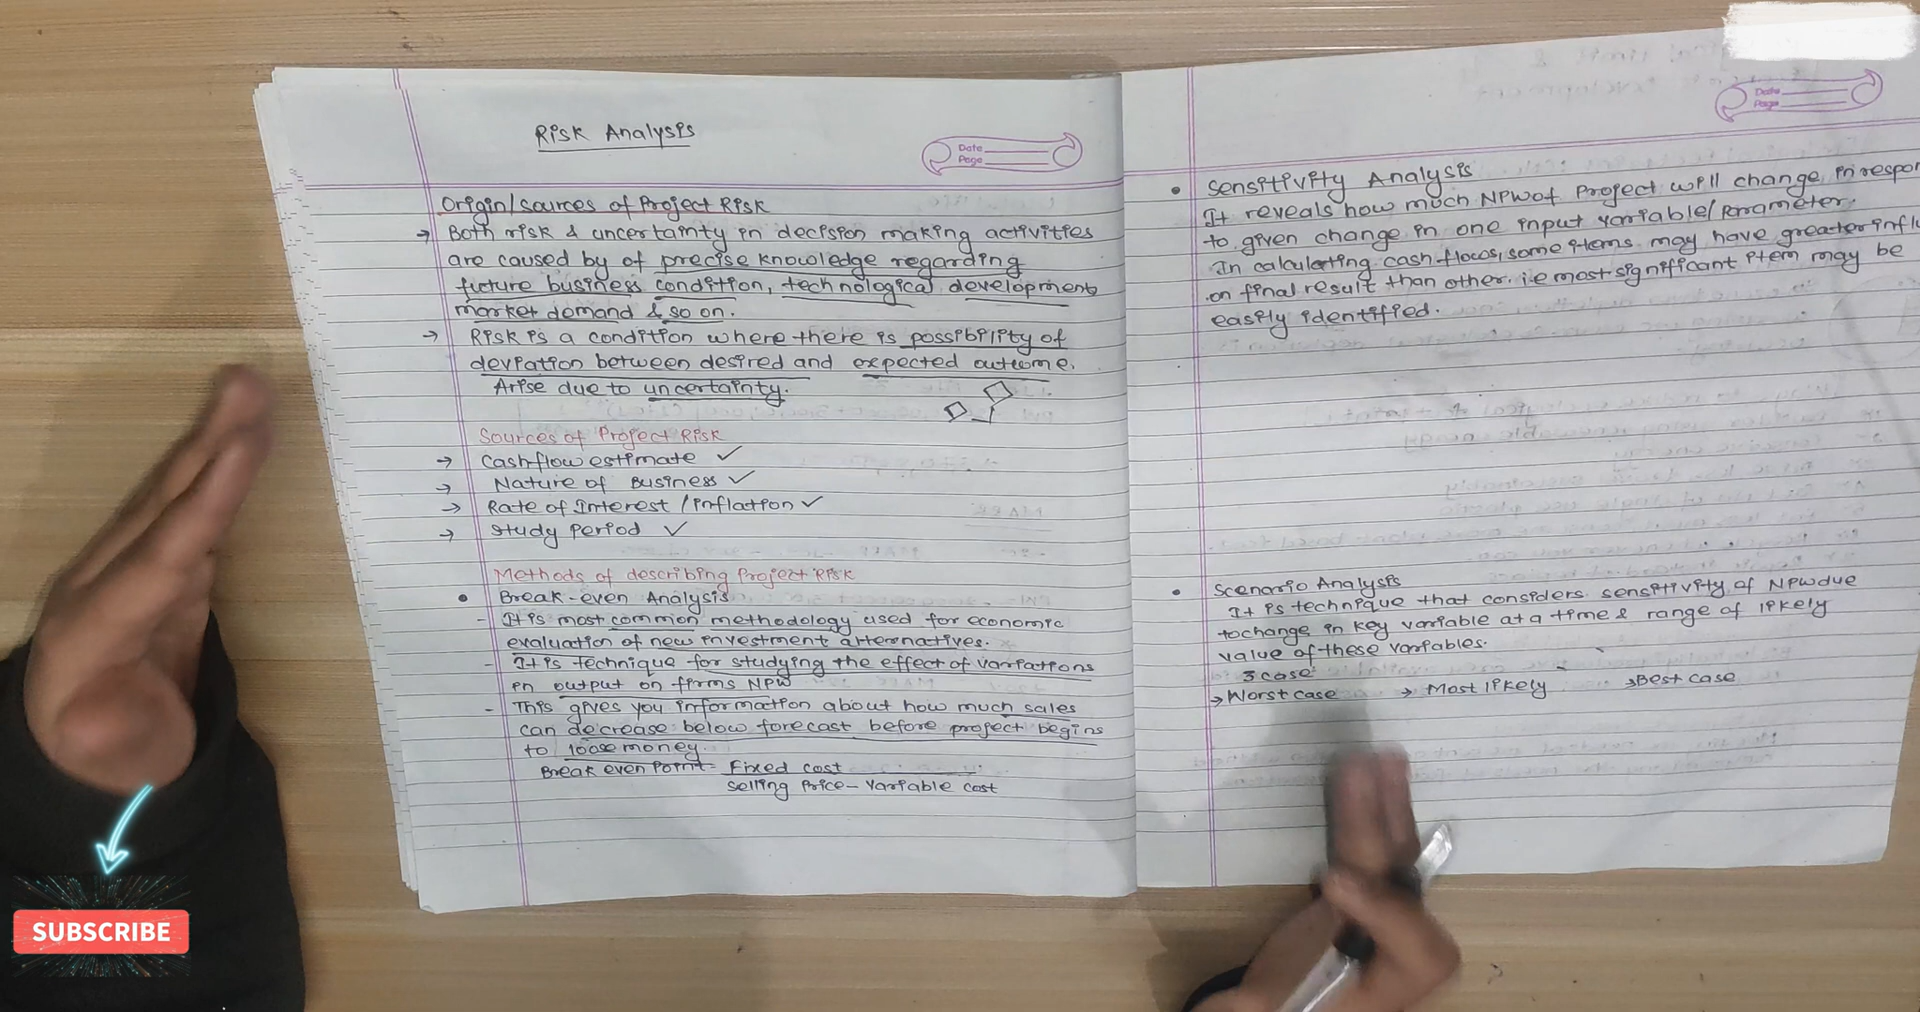 Risk Analysis
Date
Page
Origin/sources of Project Risk
→ Both risk & uncertainty in decision making activities
are caused by of precise knowledge regarding
future business condition, technological development
market demand & so on.
→ Risk is a condition where there is possibility of
deviation between desired and expected outcome.
Arise due to uncertainty.
Sources of Project Risk
→ Cashflow estimate ✓
→ Nature of Business ✓
→ Rate of Interest / inflation ✓
→ Study Period ✓
Methods of describing Project Risk
• Break-even Analysis
- It is most common methodology used for economic
evaluation of new investment alternatives.
- It is technique for studying the effect of variations
in output on firms NPW
- This gives you information about how much sales
can decrease below forecast before project begins
to loose money.
Break even Point = Fixed cost
Selling Price - Variable cost
Date
Page
• Sensitivity Analysis
It reveals how much NPW of Project will change in respon
to given change in one input variable/Parameter.
In calculating cash flows, some items may have greater influ
on final result than other. i.e most significant item may be
easily identified.
• Scenario Analysis
It is technique that considers sensitivity of NPW due
to change in key variable at a time & range of likely
value of these variables.
3 case
→ Worst case → Most likely → Best case
SUBSCRIBE